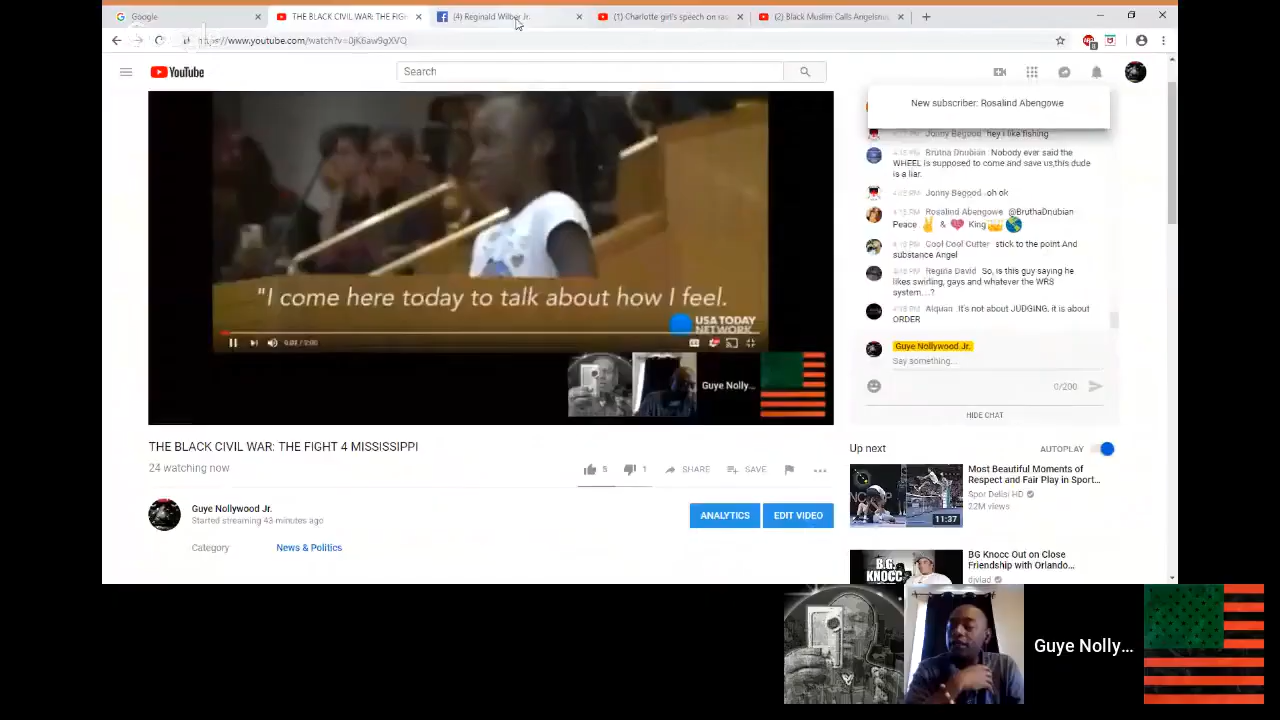 Google
THE BLACK CIVIL WAR: THE FIG
(4) Reginald Wilber Jr.
(1) Charlotte girl's speech on rac
(2) Black Muslim Calls Angelsnu
https://www.youtube.com/watch?v=0jK6aw9gXVQ
YouTube
Search
New subscriber: Rosalind Abengowe
Jonny Begood hey i like fishing
Brutha Dnubian Nobody ever said the
WHEEL is supposed to come and save us,this dude
is a liar.
Jonny Begood oh ok
4:15 PM Rosalind Abengowe @BruthaDnubian
Peace & King
Cool Cool Cutter stick to the point And
substance Angel
Regina David So, is this guy saying he
likes swirling, gays and whatever the WRS
system...?
Alquan It's not about JUDGING, it is about
ORDER
Guye Nollywood Jr.
Say something...
0/200
HIDE CHAT
"I come here today to talk about how I feel.
USA TODAY
NETWORK
Guye Nolly...
THE BLACK CIVIL WAR: THE FIGHT 4 MISSISSIPPI
24 watching now
5
1
SHARE
SAVE
Guye Nollywood Jr.
Started streaming 43 minutes ago
ANALYTICS
EDIT VIDEO
Category
News & Politics
Up next
AUTOPLAY
Most Beautiful Moments of
Respect and Fair Play in Sport...
Spor Delisi HD
22M views
11:37
BG Knocc Out on Close
Friendship with Orlando...
djvlad
B.G.
KNOCC
Guye Nolly...